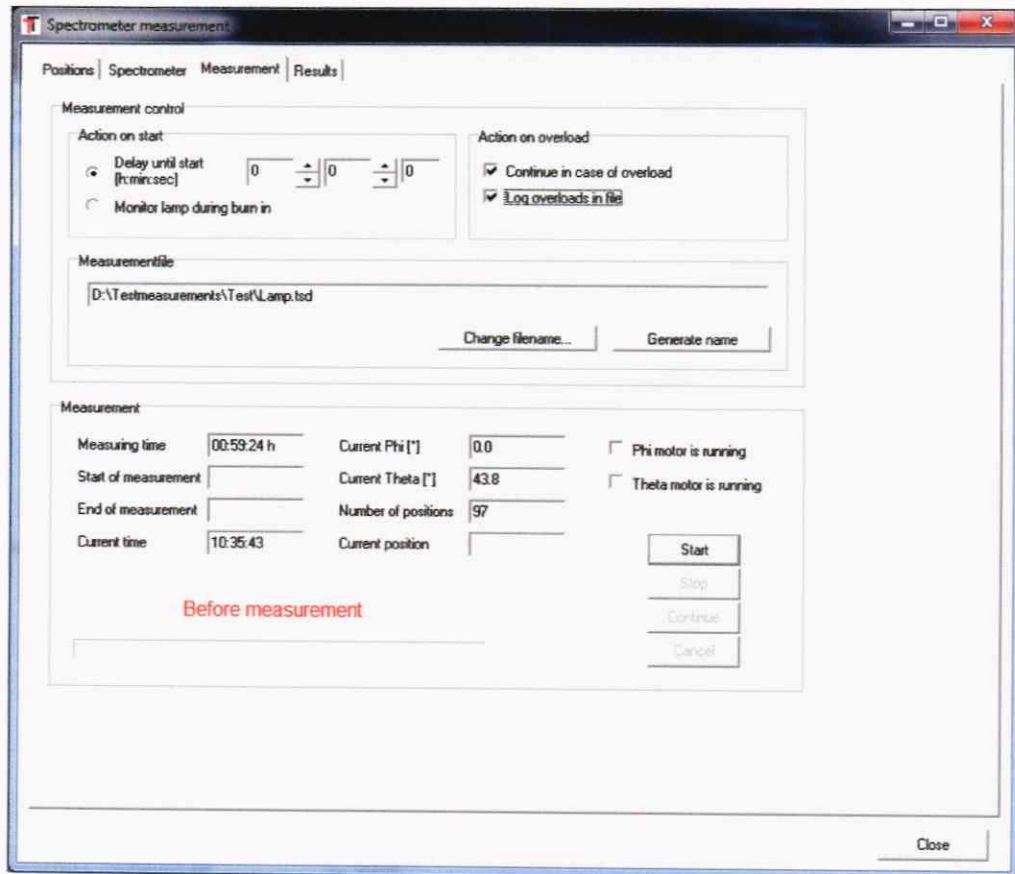 Spectrometer measurement
Positions Spectrometer Measurement Results
Measurement control
Action on start
Delay until start
[h:min:sec]
0 0 0
Monitor lamp during burn in
Action on overload
Continue in case of overload
Log overloads in file
Measurementfile
D:\Testmeasurements\Test\Lamp.tsd
Change filename... Generate name
Measurement
Measuring time 00:59:24 h Current Phi [°] 0.0 Phi motor is running
Start of measurement Current Theta [°] 43.8 Theta motor is running
End of measurement Number of positions 97
Current time 10:35:43 Current position
Start
Stop
Continue
Cancel
Before measurement
Close